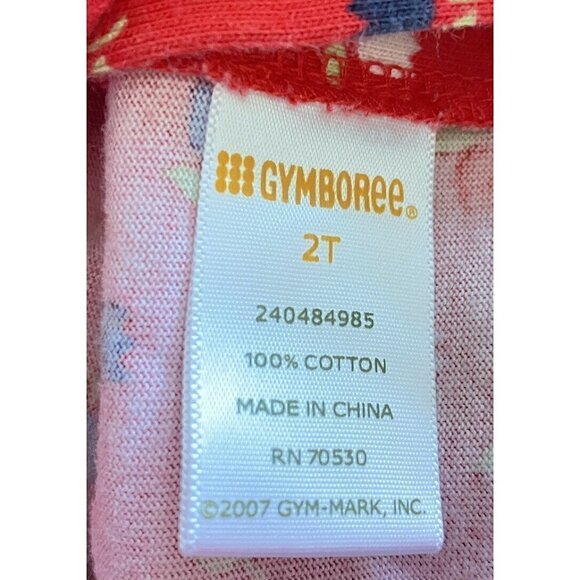 GYMBOREE®
2T
240484985
100% COTTON
MADE IN CHINA
RN 70530
©2007 GYM-MARK, INC.